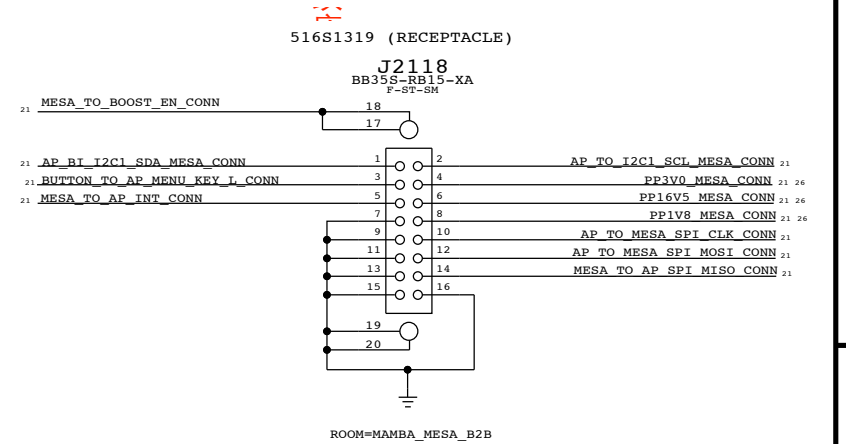 516S1319 (RECEPTACLE)
J2118
BB35S-RB15-XA
F-ST-SM
21 MESA_TO_BOOST_EN_CONN 18
17
21 AP_BI_I2C1_SDA_MESA_CONN 1 2 AP_TO_I2C1_SCL_MESA_CONN 21
21 BUTTON_TO_AP_MENU_KEY_L_CONN 3 4 PP3V0_MESA_CONN 21 26
21 MESA_TO_AP_INT_CONN 5 6 PP16V5_MESA_CONN 21 26
7 8 PP1V8_MESA_CONN 21 26
9 10 AP_TO_MESA_SPI_CLK_CONN 21
11 12 AP_TO_MESA_SPI_MOSI_CONN 21
13 14 MESA_TO_AP_SPI_MISO_CONN 21
15 16
19
20
ROOM=MAMBA_MESA_B2B